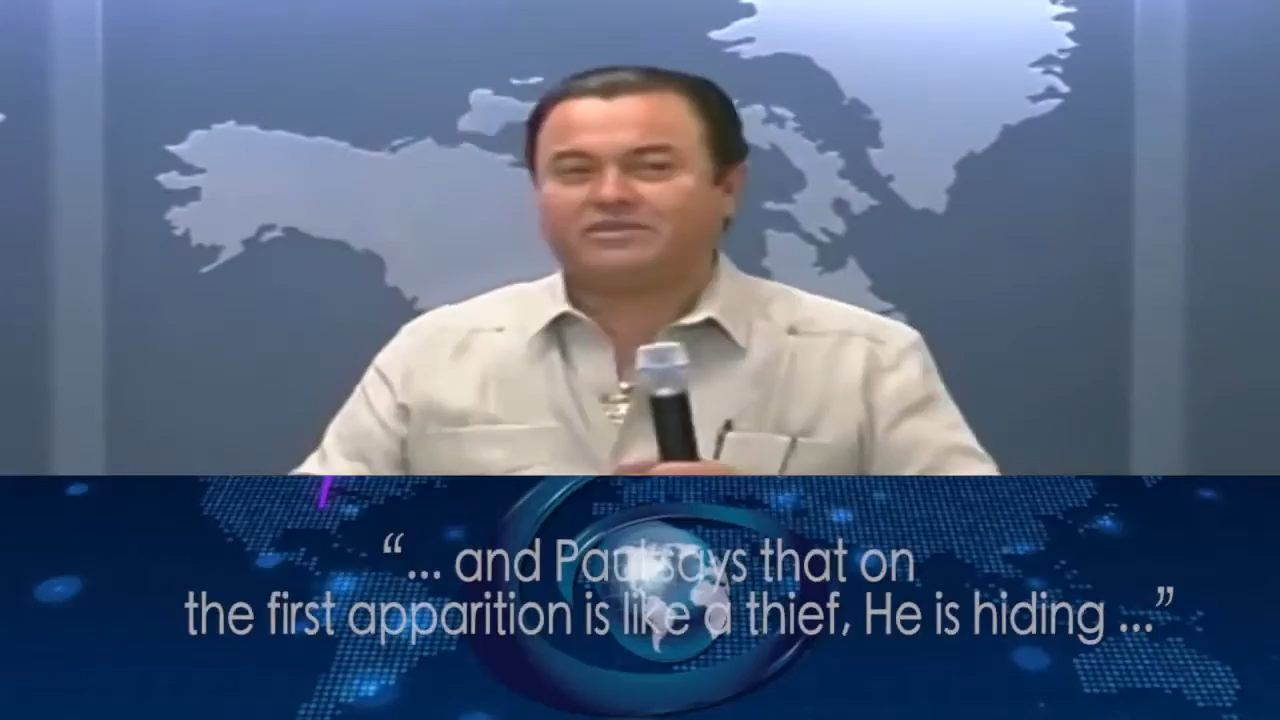 “ ... and Paul says that on
the first apparition is like a thief, He is hiding ...”